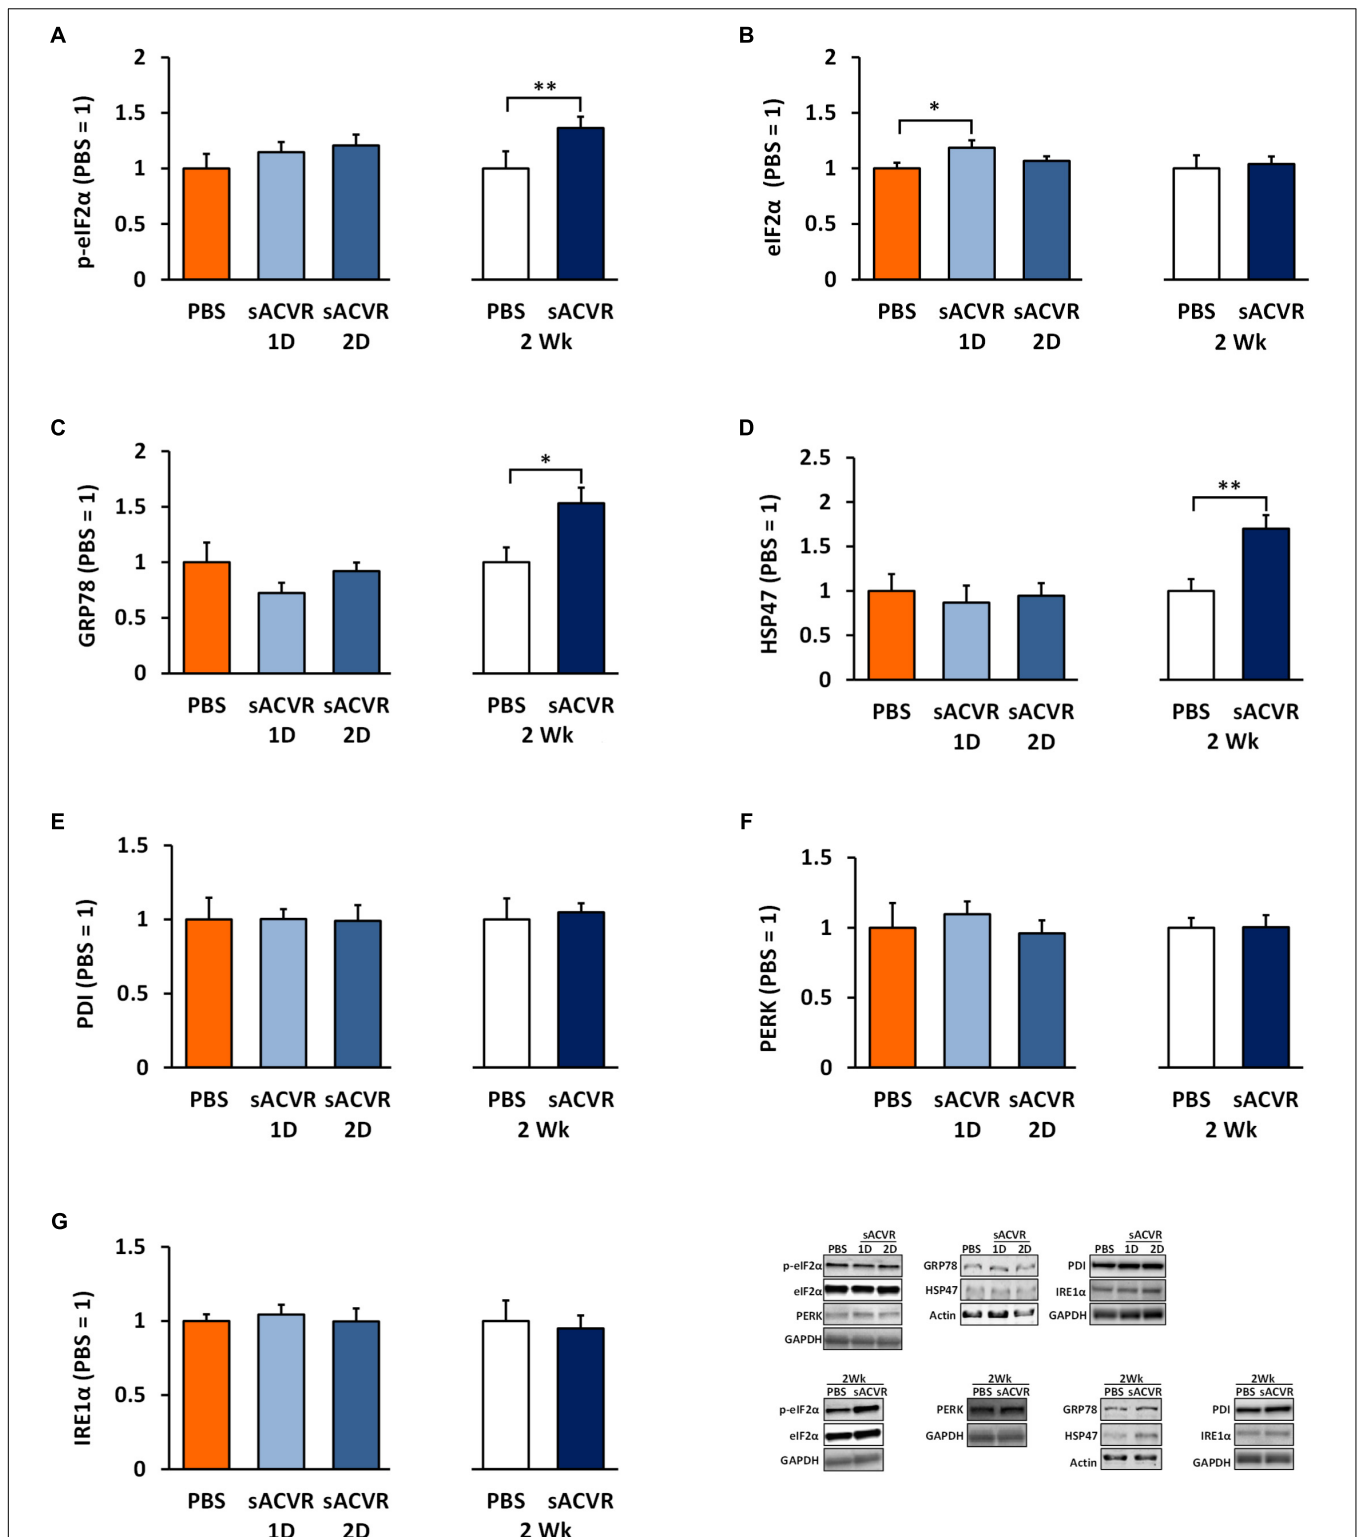 A
p-eIF2α (PBS = 1)
2
1.5
1
0.5
0
**
PBS sACVR sACVR PBS sACVR
1D 2D 2 Wk
B
eIF2α (PBS = 1)
2
1.5
1
0.5
0
*
PBS sACVR sACVR PBS sACVR
1D 2D 2 Wk
C
GRP78 (PBS = 1)
2
1.5
1
0.5
0
*
PBS sACVR sACVR PBS sACVR
1D 2D 2 Wk
D
HSP47 (PBS = 1)
2.5
2
1.5
1
0.5
0
**
PBS sACVR sACVR PBS sACVR
1D 2D 2 Wk
E
PDI (PBS = 1)
1.5
1
0.5
0
PBS sACVR sACVR PBS sACVR
1D 2D 2 Wk
F
PERK (PBS = 1)
1.5
1
0.5
0
PBS sACVR sACVR PBS sACVR
1D 2D 2 Wk
G
IRE1α (PBS = 1)
1.5
1
0.5
0
PBS sACVR sACVR PBS sACVR
1D 2D 2 Wk
sACVR
PBS 1D 2D
p-eIF2α
eIF2α
PERK
GAPDH
sACVR
PBS 1D 2D
GRP78
HSP47
Actin
sACVR
PBS 1D 2D
PDI
IRE1α
GAPDH
2Wk
PBS sACVR
p-eIF2α
eIF2α
GAPDH
2Wk
PBS sACVR
PERK
GAPDH
2Wk
PBS sACVR
GRP78
HSP47
Actin
2Wk
PBS sACVR
PDI
IRE1α
GAPDH